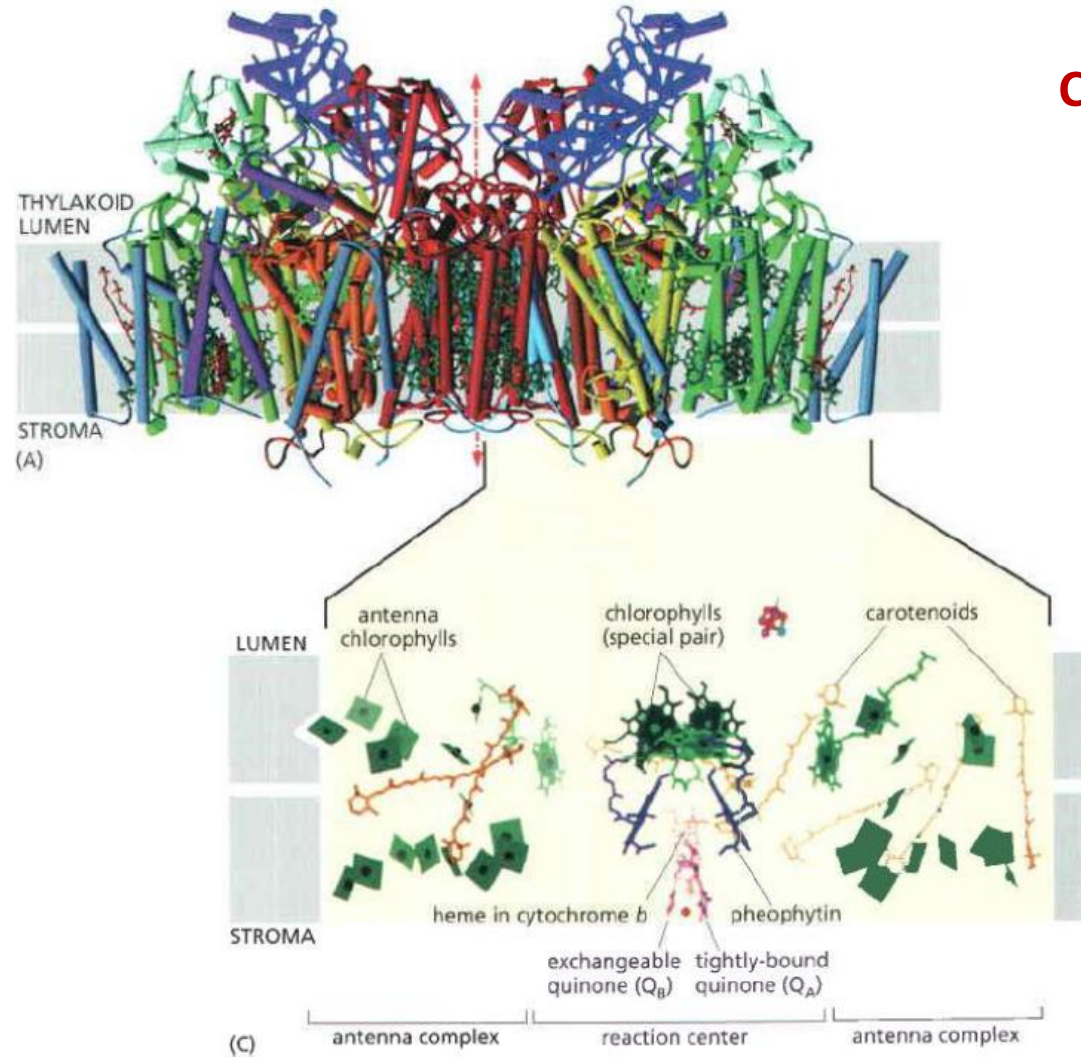 C
THYLAKOID
LUMEN
STROMA
(A)
antenna
chlorophylls
chlorophylls
(special pair)
carotenoids
LUMEN
heme in cytochrome b
pheophytin
STROMA
exchangeable
quinone (QB)
tightly-bound
quinone (QA)
(C)
antenna complex
reaction center
antenna complex